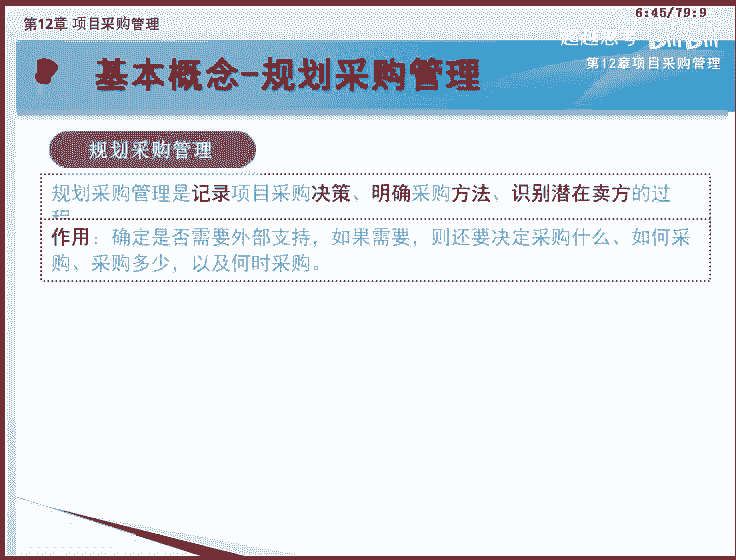 第12章 项目采购管理
6:45/79:9
超越思考 bilibili
第12章项目采购管理
基本概念-规划采购管理
规划采购管理
规划采购管理是记录项目采购决策、明确采购方法、识别潜在卖方的过
程
作用：确定是否需要外部支持，如果需要，则还要决定采购什么、如何采
购、采购多少，以及何时采购。